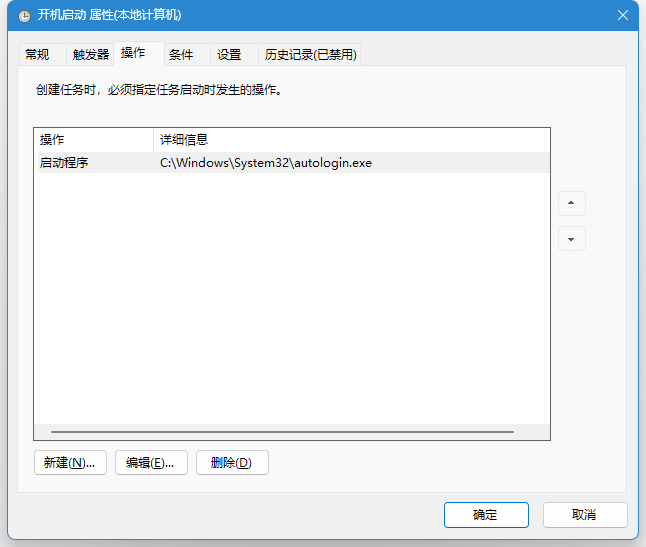 开机启动 属性(本地计算机)
常规 触发器 操作 条件 设置 历史记录(已禁用)
创建任务时，必须指定任务启动时发生的操作。
操作 详细信息
启动程序 C:\Windows\System32\autologin.exe
新建(N)... 编辑(E)... 删除(D)
确定 取消